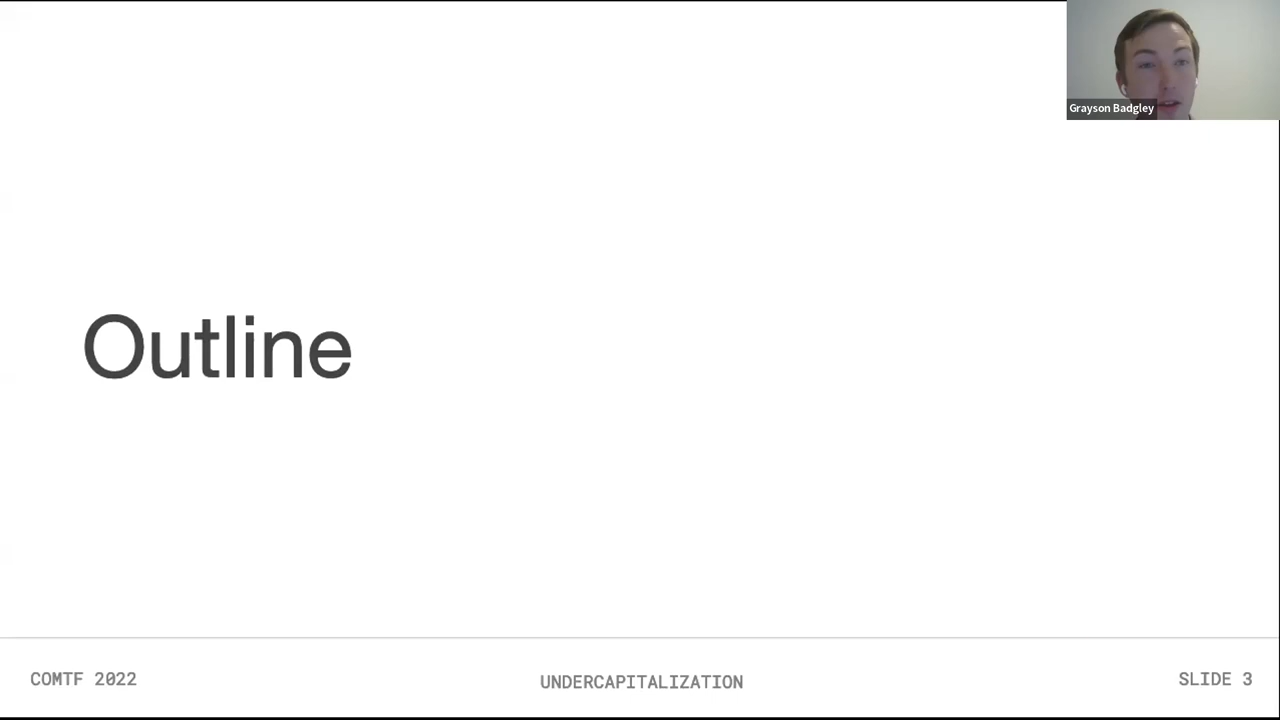 Grayson Badgley
Outline
COMTF 2022
UNDERCAPITALIZATION
SLIDE 3